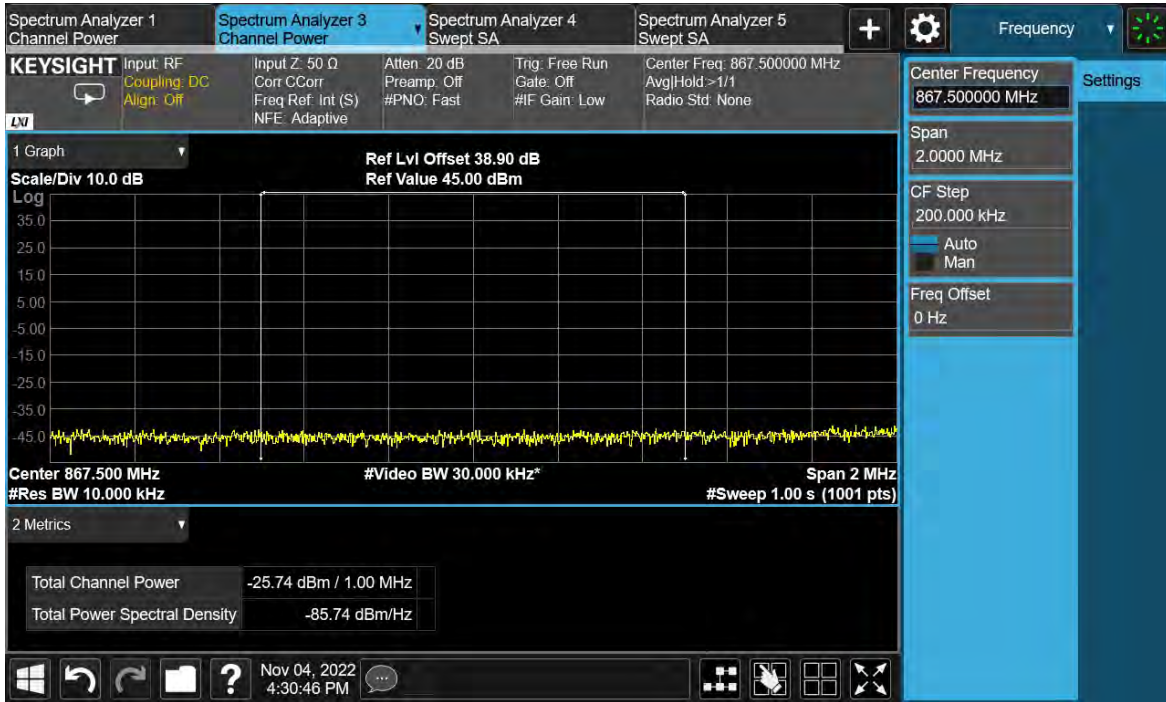 Spectrum Analyzer 1
Channel Power
Spectrum Analyzer 3
Channel Power
Spectrum Analyzer 4
Swept SA
Spectrum Analyzer 5
Swept SA
+
Frequency
KEYSIGHT
LXI
Input: RF
Coupling: DC
Align: Off
Input Z: 50 Ω
Corr CCorr
Freq Ref: Int (S)
NFE: Adaptive
Atten: 20 dB
Preamp: Off
#PNO: Fast
Trig: Free Run
Gate: Off
#IF Gain: Low
Center Freq: 867.500000 MHz
Avg|Hold:>1/1
Radio Std: None
Center Frequency
867.500000 MHz
Settings
Span
2.0000 MHz
CF Step
200.000 kHz
Auto
Man
Freq Offset
0 Hz
1 Graph
Scale/Div 10.0 dB
Ref Lvl Offset 38.90 dB
Ref Value 45.00 dBm
Log
35.0
25.0
15.0
5.00
-5.00
-15.0
-25.0
-35.0
-45.0
Center 867.500 MHz
#Video BW 30.000 kHz*
Span 2 MHz
#Res BW 10.000 kHz
#Sweep 1.00 s (1001 pts)
2 Metrics
Total Channel Power -25.74 dBm / 1.00 MHz
Total Power Spectral Density -85.74 dBm/Hz
?
Nov 04, 2022
4:30:46 PM